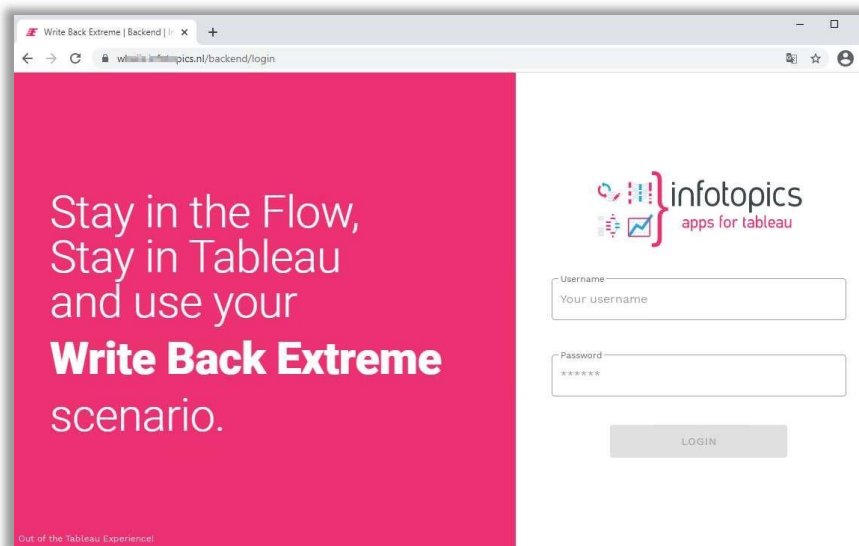 Write Back Extreme | Backend | In
pics.nl/backend/login
Stay in the Flow,
Stay in Tableau
and use your
Write Back Extreme
scenario.
Out of the Tableau Experience!
infotopics
apps for tableau
Username
Your username
Password
******
LOGIN